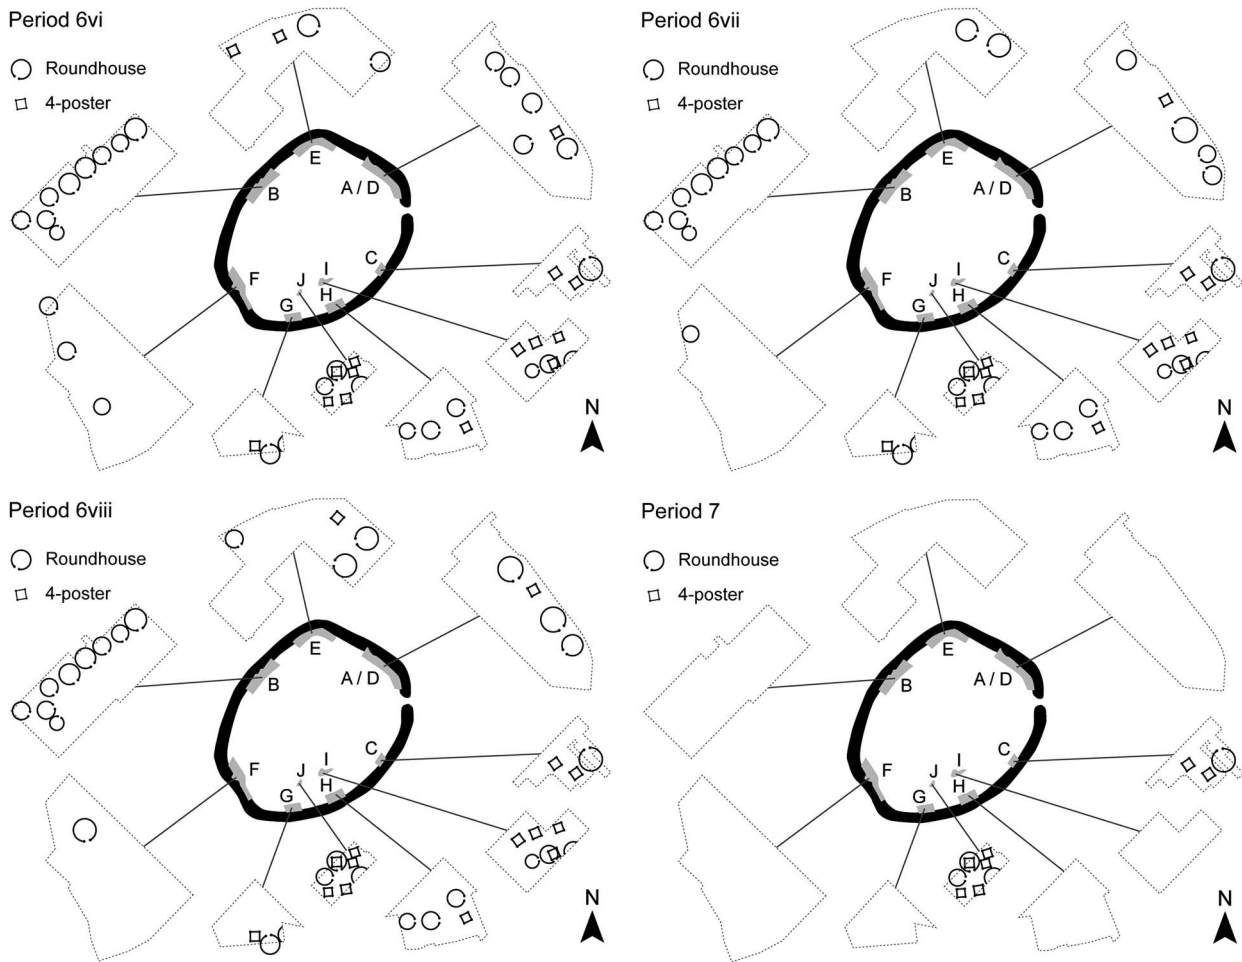 Period 6vi
Roundhouse
4-poster
E
A / D
B
C
F
I
J
H
G
N
Period 6vii
Roundhouse
4-poster
E
A / D
B
C
F
I
J
H
G
N
Period 6viii
Roundhouse
4-poster
E
A / D
B
C
F
I
J
H
G
N
Period 7
Roundhouse
4-poster
E
A / D
B
C
F
I
J
H
G
N